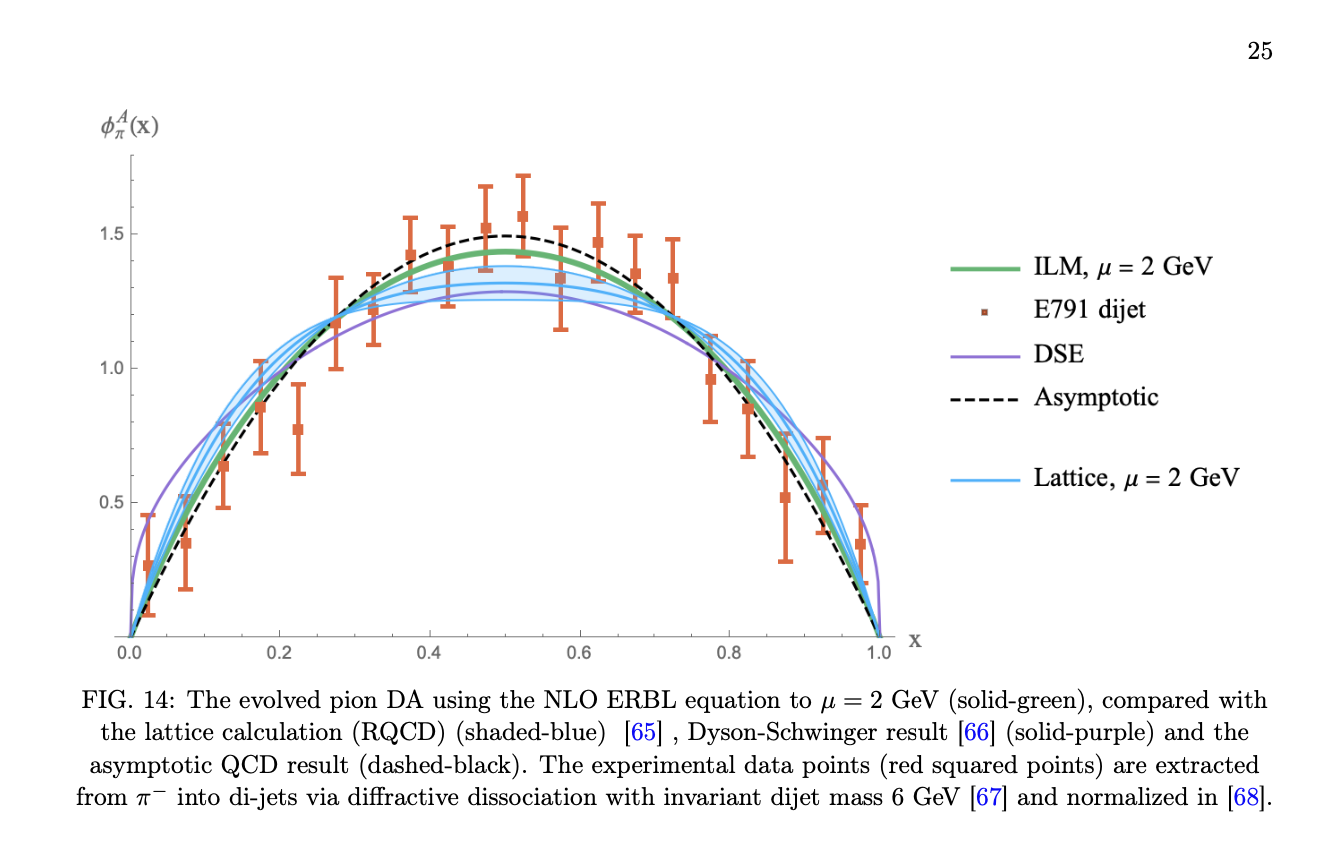 25
ϕ_π^A(x)
1.5
1.0
0.5
0.0 0.2 0.4 0.6 0.8 1.0 x
ILM, μ = 2 GeV
E791 dijet
DSE
Asymptotic
Lattice, μ = 2 GeV
FIG. 14: The evolved pion DA using the NLO ERBL equation to μ = 2 GeV (solid-green), compared with
the lattice calculation (RQCD) (shaded-blue) [65] , Dyson-Schwinger result [66] (solid-purple) and the
asymptotic QCD result (dashed-black). The experimental data points (red squared points) are extracted
from π⁻ into di-jets via diffractive dissociation with invariant dijet mass 6 GeV [67] and normalized in [68].